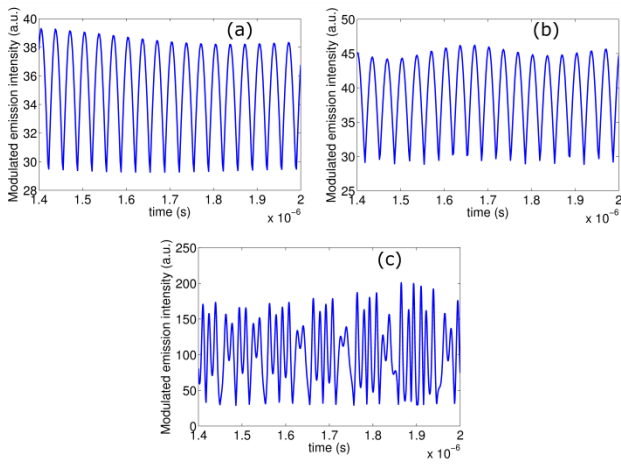 (a)
Modulated emission intensity (a.u.)
40
38
36
34
32
30
28
1.4 1.5 1.6 1.7 1.8 1.9 2
time (s)
x 10⁻⁶
(b)
Modulated emission intensity (a.u.)
50
45
40
35
30
25
1.4 1.5 1.6 1.7 1.8 1.9 2
time (s)
x 10⁻⁶
(c)
Modulated emission intensity (a.u.)
250
200
150
100
50
0
1.4 1.5 1.6 1.7 1.8 1.9 2
time (s)
x 10⁻⁶